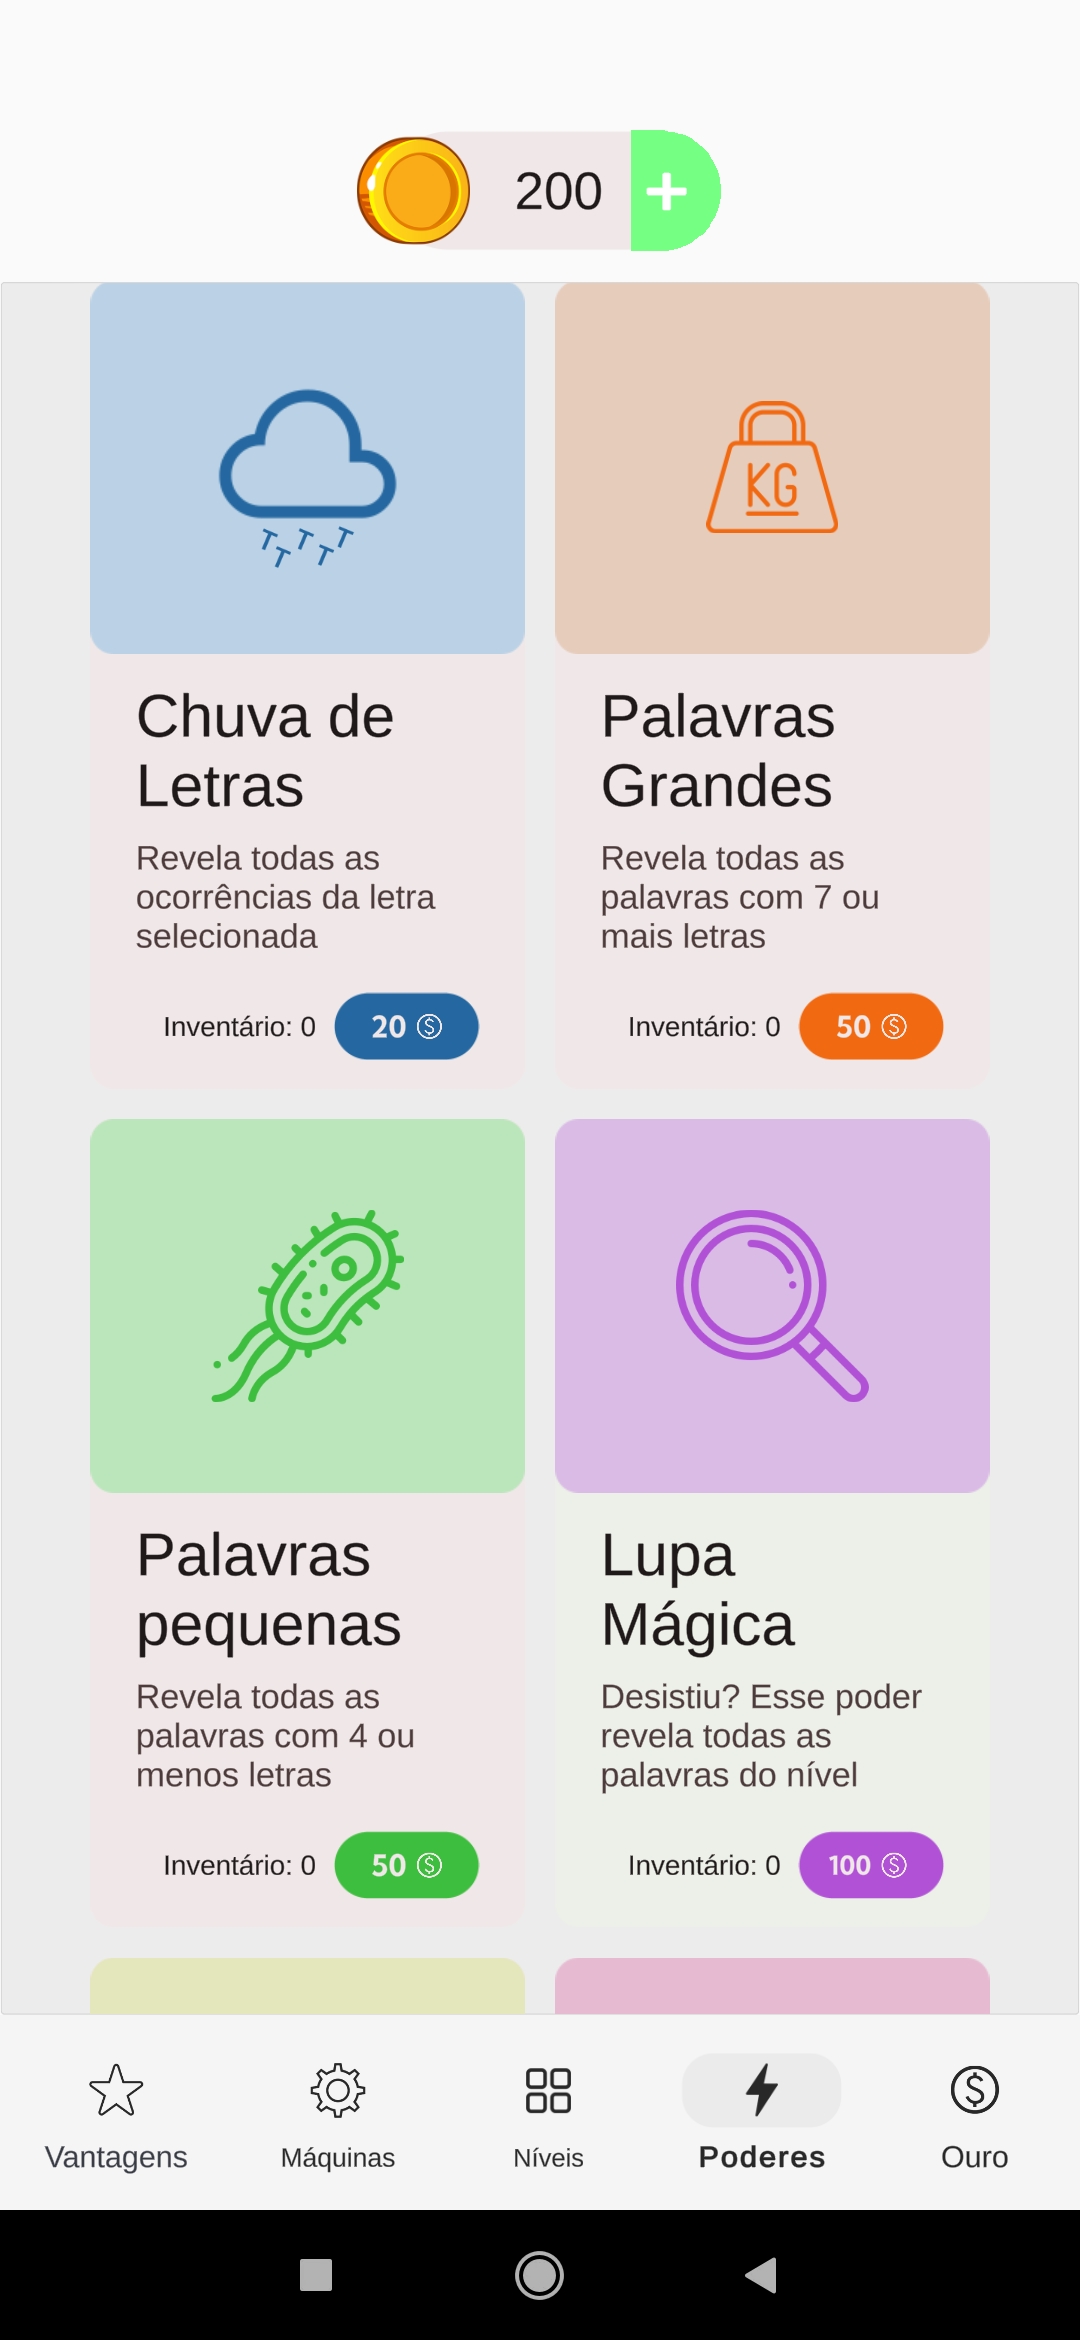 200
KG
Chuva de
Letras
Revela todas as
ocorrências da letra
selecionada
Inventário: 0
20
Palavras
Grandes
Revela todas as
palavras com 7 ou
mais letras
Inventário: 0
50
Palavras
pequenas
Revela todas as
palavras com 4 ou
menos letras
Inventário: 0
50
Lupa
Mágica
Desistiu? Esse poder
revela todas as
palavras do nível
Inventário: 0
100
Vantagens
Máquinas
Níveis
Poderes
Ouro